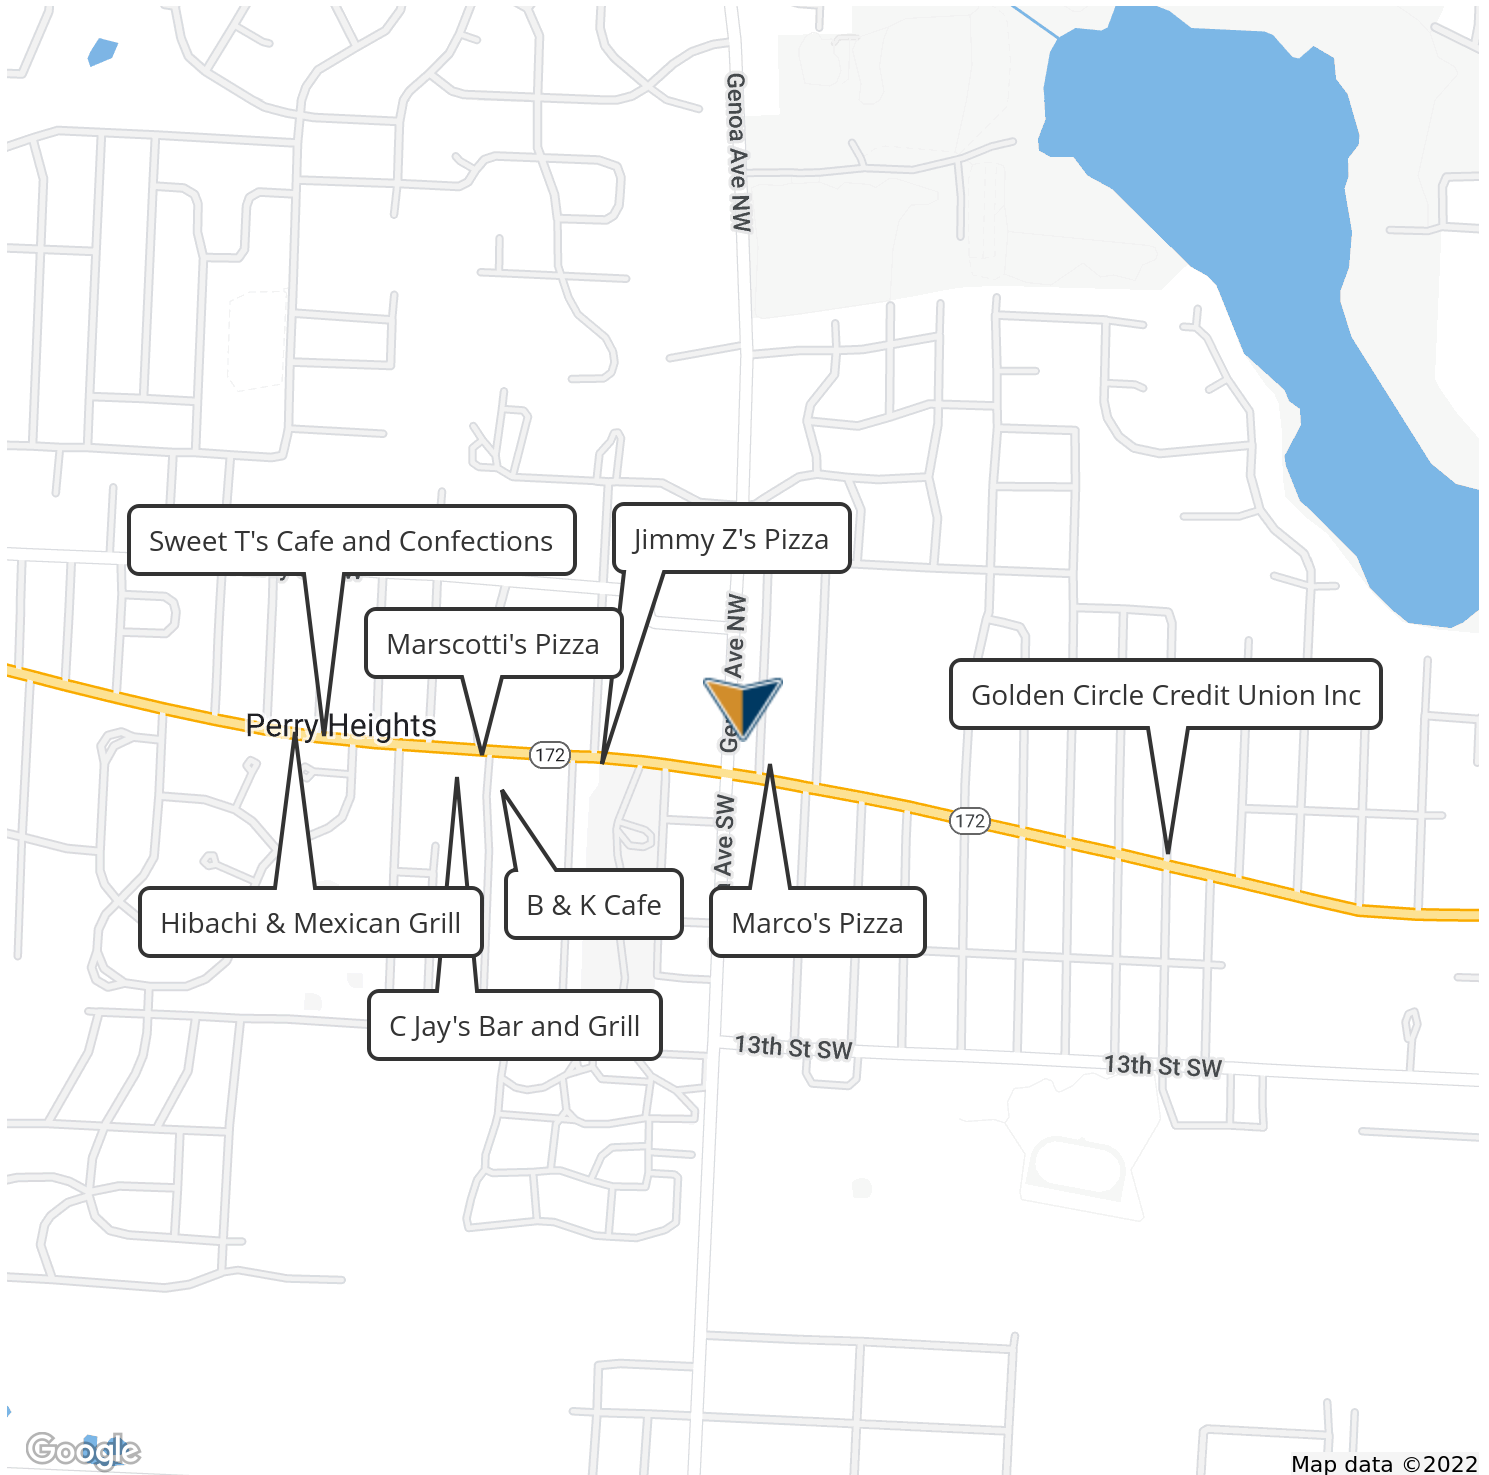 Genoa Ave NW
Sweet T's Cafe and Confections
Jimmy Z's Pizza
Marscotti's Pizza
Ave NW
Golden Circle Credit Union Inc
Perry Heights
172
172
Ave SW
Hibachi & Mexican Grill
B & K Cafe
Marco's Pizza
C Jay's Bar and Grill
13th St SW
13th St SW
Google
Map data ©2022